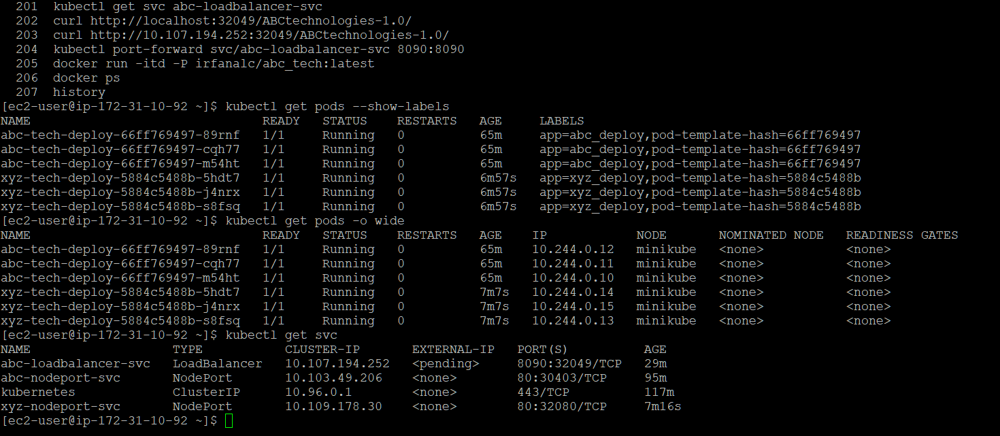 201  kubectl get svc abc-loadbalancer-svc
202  curl http://localhost:32049/ABCtechnologies-1.0/
203  curl http://10.107.194.252:32049/ABCtechnologies-1.0/
204  kubectl port-forward svc/abc-loadbalancer-svc 8090:8090
205  docker run -itd -P irfanalc/abc_tech:latest
206  docker ps
207  history
[ec2-user@ip-172-31-10-92 ~]$ kubectl get pods --show-labels
NAME                               READY   STATUS    RESTARTS   AGE     LABELS
abc-tech-deploy-66ff769497-89rnf   1/1     Running   0          65m     app=abc_deploy,pod-template-hash=66ff769497
abc-tech-deploy-66ff769497-cqh77   1/1     Running   0          65m     app=abc_deploy,pod-template-hash=66ff769497
abc-tech-deploy-66ff769497-m54ht   1/1     Running   0          65m     app=abc_deploy,pod-template-hash=66ff769497
xyz-tech-deploy-5884c5488b-5hdt7   1/1     Running   0          6m57s   app=xyz_deploy,pod-template-hash=5884c5488b
xyz-tech-deploy-5884c5488b-j4nrx   1/1     Running   0          6m57s   app=xyz_deploy,pod-template-hash=5884c5488b
xyz-tech-deploy-5884c5488b-s8fsq   1/1     Running   0          6m57s   app=xyz_deploy,pod-template-hash=5884c5488b
[ec2-user@ip-172-31-10-92 ~]$ kubectl get pods -o wide
NAME                               READY   STATUS    RESTARTS   AGE    IP            NODE       NOMINATED NODE   READINESS GATES
abc-tech-deploy-66ff769497-89rnf   1/1     Running   0          65m    10.244.0.12   minikube   <none>           <none>
abc-tech-deploy-66ff769497-cqh77   1/1     Running   0          65m    10.244.0.11   minikube   <none>           <none>
abc-tech-deploy-66ff769497-m54ht   1/1     Running   0          65m    10.244.0.10   minikube   <none>           <none>
xyz-tech-deploy-5884c5488b-5hdt7   1/1     Running   0          7m7s   10.244.0.14   minikube   <none>           <none>
xyz-tech-deploy-5884c5488b-j4nrx   1/1     Running   0          7m7s   10.244.0.15   minikube   <none>           <none>
xyz-tech-deploy-5884c5488b-s8fsq   1/1     Running   0          7m7s   10.244.0.13   minikube   <none>           <none>
[ec2-user@ip-172-31-10-92 ~]$ kubectl get svc
NAME                   TYPE           CLUSTER-IP       EXTERNAL-IP   PORT(S)          AGE
abc-loadbalancer-svc   LoadBalancer   10.107.194.252   <pending>     8090:32049/TCP   29m
abc-nodeport-svc       NodePort       10.103.49.206    <none>        80:30403/TCP     95m
kubernetes             ClusterIP      10.96.0.1        <none>        443/TCP          117m
xyz-nodeport-svc       NodePort       10.109.178.30    <none>        80:32080/TCP     7m16s
[ec2-user@ip-172-31-10-92 ~]$